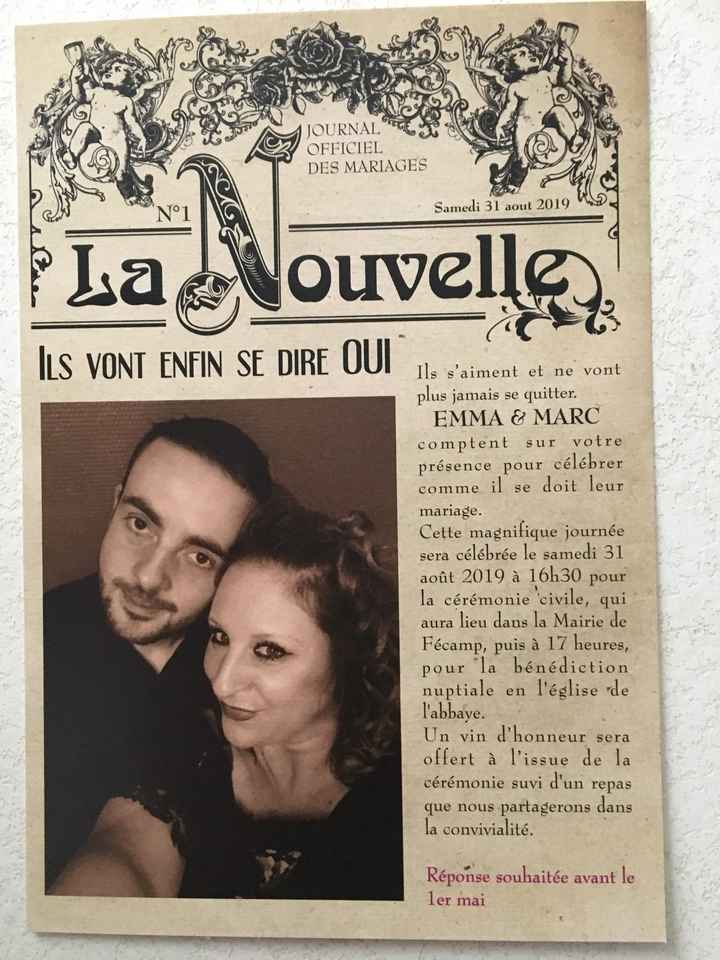 JOURNAL
OFFICIEL
DES MARIAGES
N°1
Samedi 31 aout 2019
La Nouvelle
Ils vont enfin se dire OUI
Ils s'aiment et ne vont
plus jamais se quitter.
EMMA & MARC
comptent sur votre
présence pour célébrer
comme il se doit leur
mariage.
Cette magnifique journée
sera célébrée le samedi 31
août 2019 à 16h30 pour
la cérémonie civile, qui
aura lieu dans la Mairie de
Fécamp, puis à 17 heures,
pour la bénédiction
nuptiale en l'église de
l'abbaye.
Un vin d'honneur sera
offert à l'issue de la
cérémonie suvi d'un repas
que nous partagerons dans
la convivialité.
Réponse souhaitée avant le
1er mai